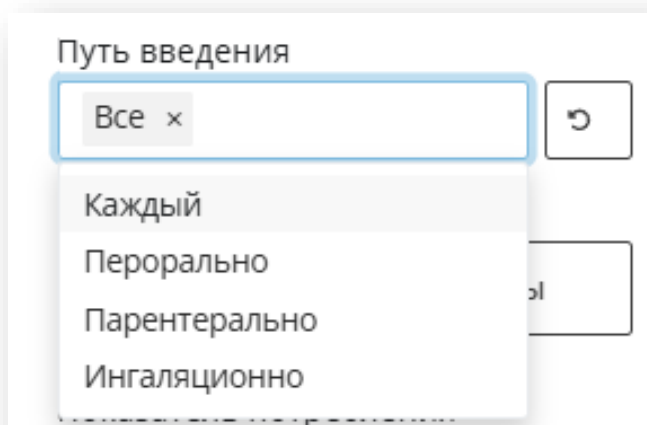 Путь введения
Все ×
Каждый
Перорально
ы
Парентерально
Ингаляционно